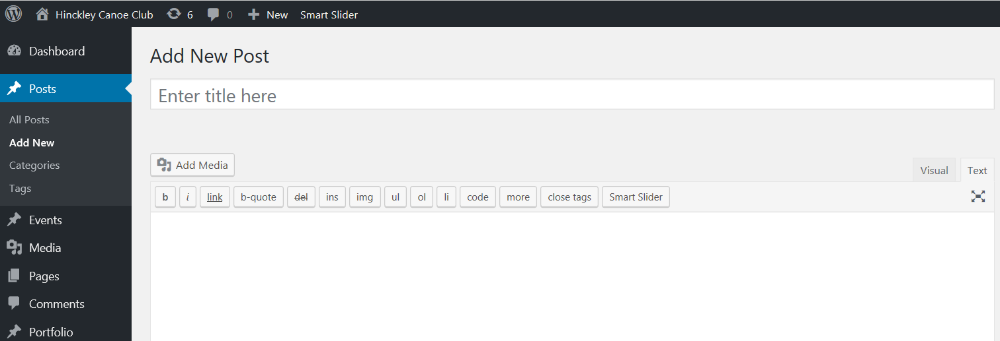 Hinckley Canoe Club 6 0 New Smart Slider
Dashboard
Posts
All Posts
Add New
Categories
Tags
Events
Media
Pages
Comments
Portfolio
Add New Post
Enter title here
Add Media
Visual Text
b i link b-quote del ins img ul ol li code more close tags Smart Slider